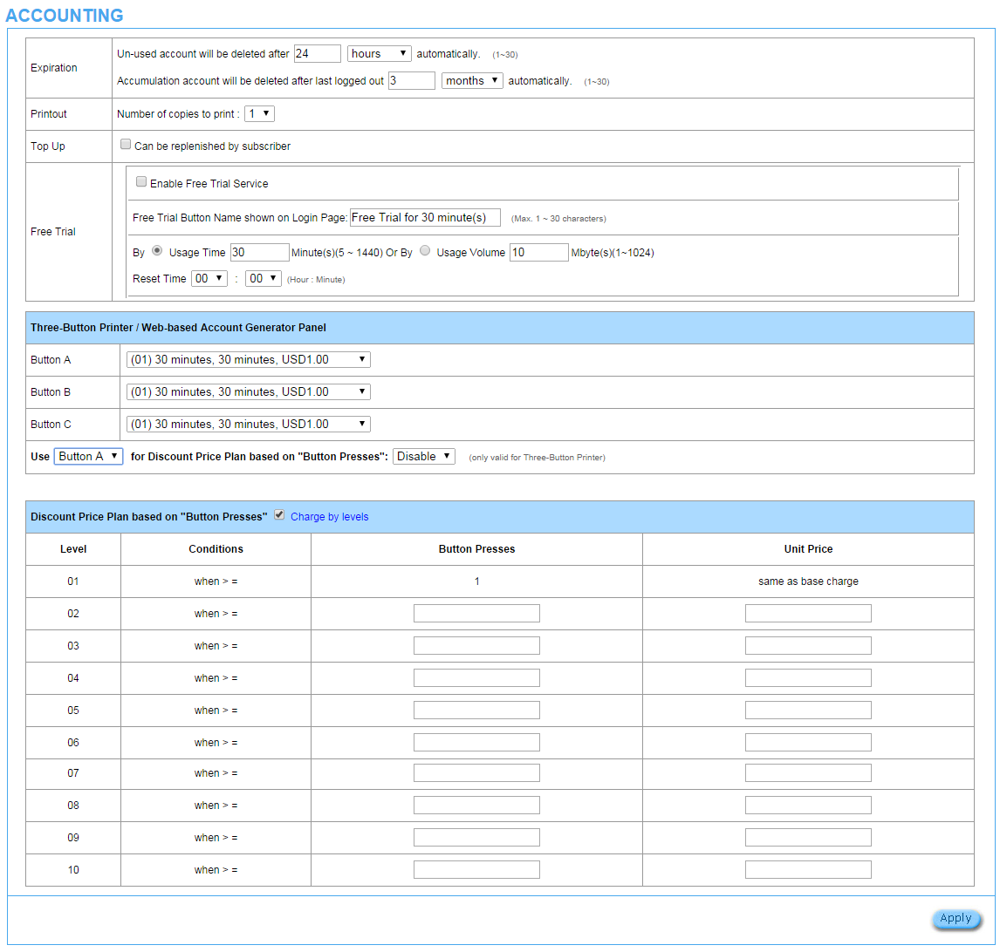 ACCOUNTING
Expiration
Un-used account will be deleted after 24 hours automatically. (1~30)
Accumulation account will be deleted after last logged out 3 months automatically. (1~30)
Printout
Number of copies to print : 1
Top Up
Can be replenished by subscriber
Free Trial
Enable Free Trial Service
Free Trial Button Name shown on Login Page: Free Trial for 30 minute(s) (Max. 1 ~ 30 characters)
By Usage Time 30 Minute(s)(5 ~ 1440) Or By Usage Volume 10 Mbyte(s)(1~1024)
Reset Time 00 : 00 (Hour : Minute)
Three-Button Printer / Web-based Account Generator Panel
Button A (01) 30 minutes, 30 minutes, USD1.00
Button B (01) 30 minutes, 30 minutes, USD1.00
Button C (01) 30 minutes, 30 minutes, USD1.00
Use Button A for Discount Price Plan based on "Button Presses": Disable (only valid for Three-Button Printer)
Discount Price Plan based on "Button Presses" Charge by levels
Level Conditions Button Presses Unit Price
01 when > = 1 same as base charge
02 when > =
03 when > =
04 when > =
05 when > =
06 when > =
07 when > =
08 when > =
09 when > =
10 when > =
Apply